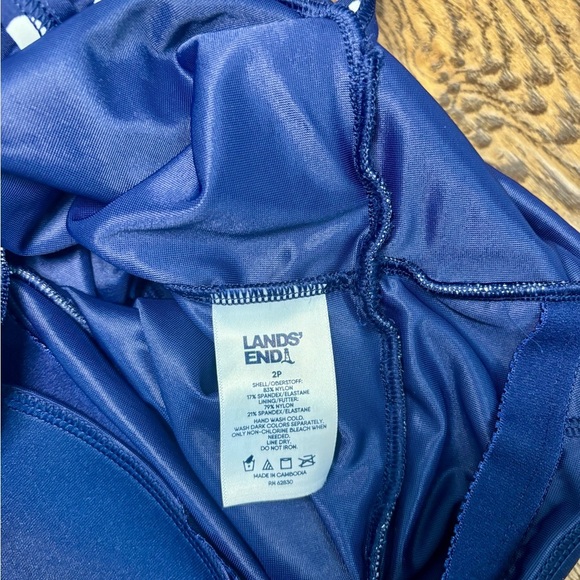 LANDS'
END
2P
SHELL/OBERSTOFF:
83% NYLON
17% SPANDEX/ELASTANE
LINING/FUTTER:
79% NYLON
21% SPANDEX/ELASTANE
HAND WASH COLD.
WASH DARK COLORS SEPARATELY.
ONLY NON-CHLORINE BLEACH WHEN
NEEDED.
LINE DRY.
DO NOT IRON.
MADE IN CAMBODIA
RN 62830